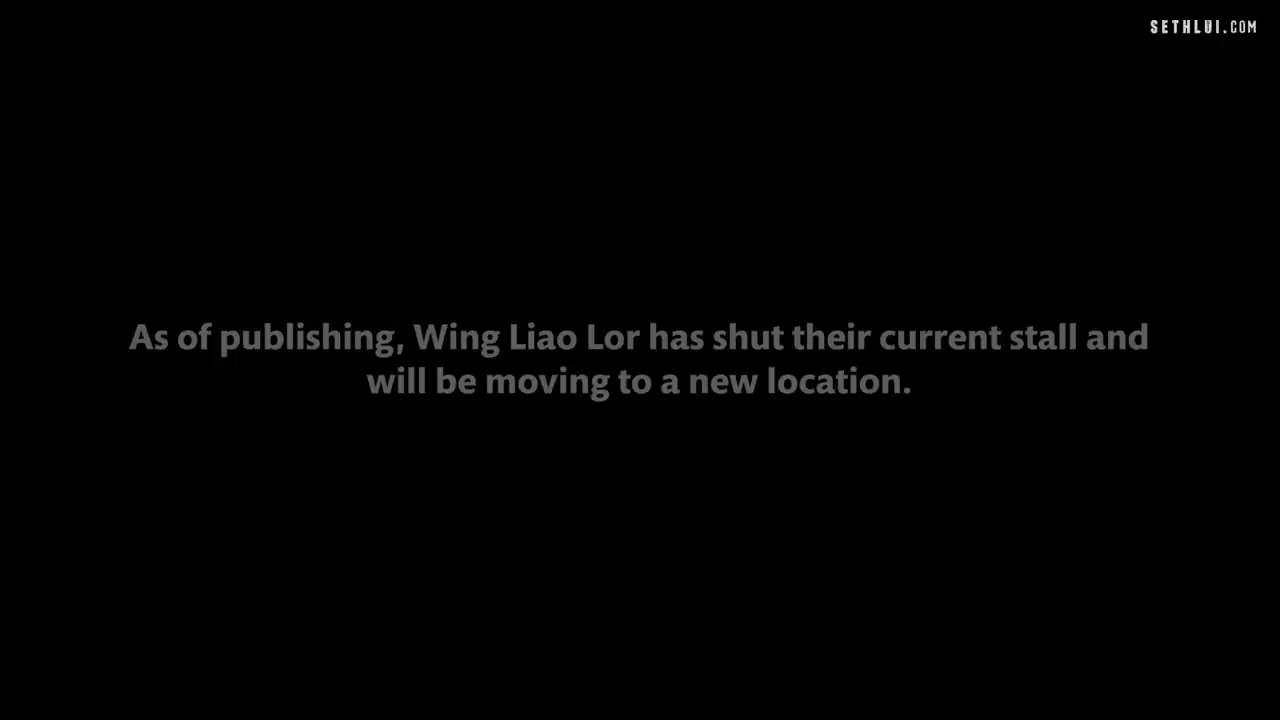 SETHLUI.COM
As of publishing, Wing Liao Lor has shut their current stall and
will be moving to a new location.